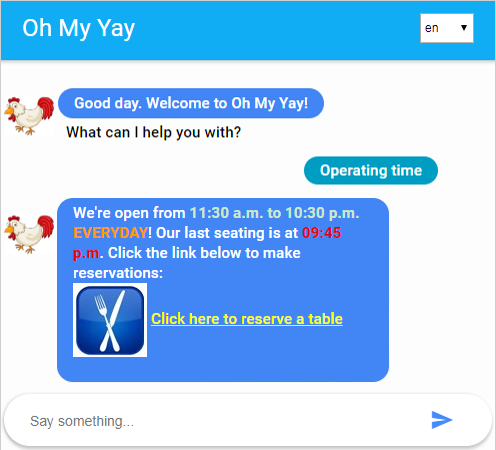 Oh My Yay
en
Good day. Welcome to Oh My Yay!
What can I help you with?
Operating time
We're open from 11:30 a.m. to 10:30 p.m.
EVERYDAY! Our last seating is at 09:45
p.m. Click the link below to make
reservations:
Click here to reserve a table
Say something...